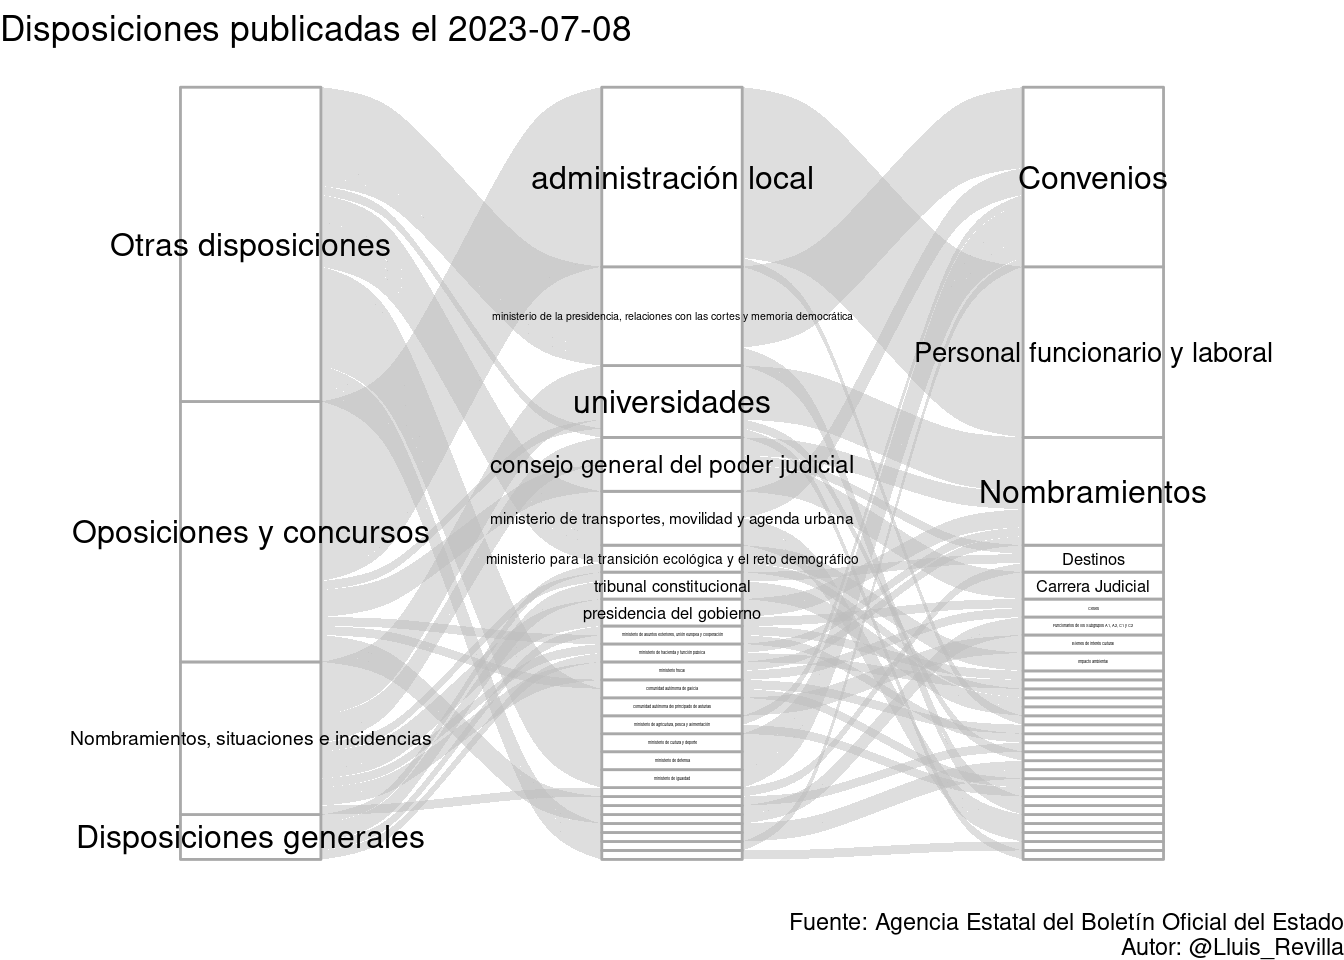 Disposiciones publicadas el 2023-07-08
Otras disposiciones
Oposiciones y concursos
Nombramientos, situaciones e incidencias
Disposiciones generales
administración local
ministerio de la presidencia, relaciones con las cortes y memoria democrática
universidades
consejo general del poder judicial
ministerio de transportes, movilidad y agenda urbana
ministerio para la transición ecológica y el reto demográfico
tribunal constitucional
presidencia del gobierno
ministerio de asuntos exteriores, unión europea y cooperación
ministerio de hacienda y función pública
ministerio fiscal
comunidad autónoma de galicia
comunidad autónoma del principado de asturias
ministerio de agricultura, pesca y alimentación
ministerio de cultura y deporte
ministerio de defensa
ministerio de igualdad
Convenios
Personal funcionario y laboral
Nombramientos
Destinos
Carrera Judicial
Ceses
Funcionarios de los Subgrupos A1, A2, C1 y C2
Bienes de interés cultural
Impacto ambiental
Fuente: Agencia Estatal del Boletín Oficial del Estado
Autor: @Lluis_Revilla